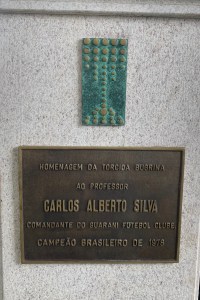 HOMENAGEM DA TORCIDA BUGRINA
AO PROFESSOR
CARLOS ALBERTO SILVA
COMANDANTE DO GUARANI FUTEBOL CLUBE
CAMPEÃO BRASILEIRO DE 1978